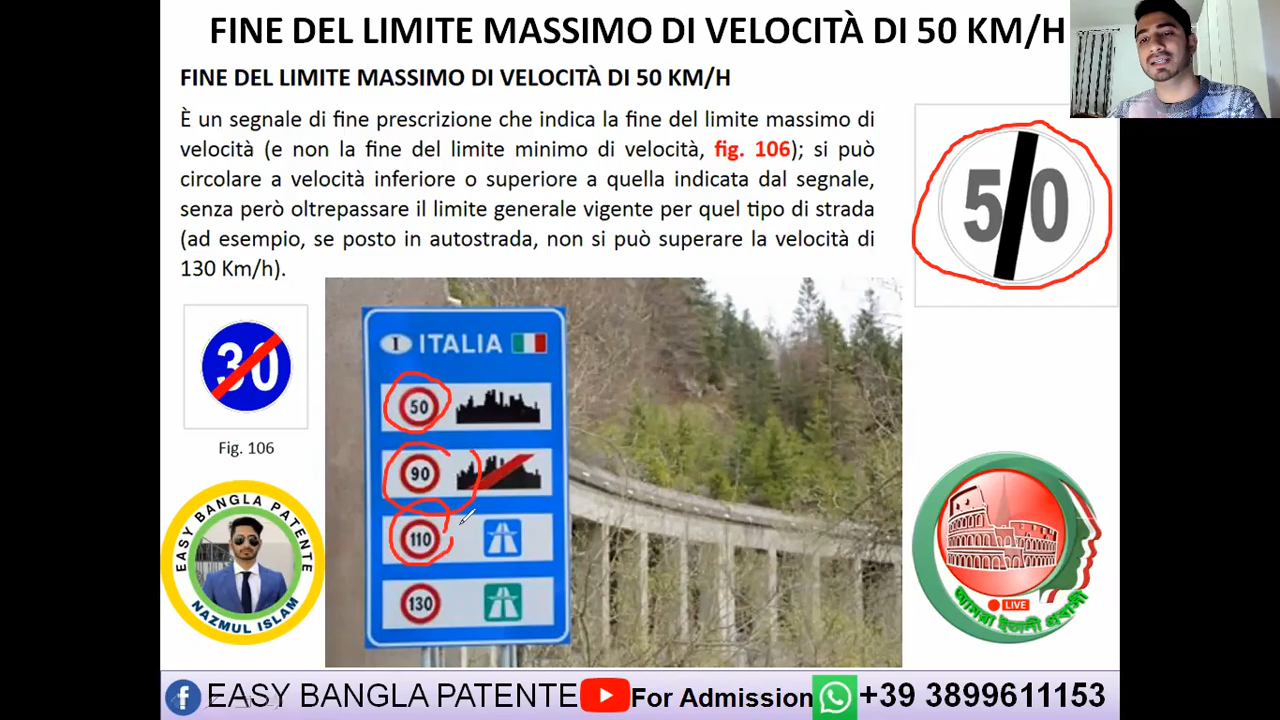 FINE DEL LIMITE MASSIMO DI VELOCITÀ DI 50 KM/H
FINE DEL LIMITE MASSIMO DI VELOCITÀ DI 50 KM/H
È un segnale di fine prescrizione che indica la fine del limite massimo di
velocità (e non la fine del limite minimo di velocità, fig. 106); si può
circolare a velocità inferiore o superiore a quella indicata dal segnale,
senza però oltrepassare il limite generale vigente per quel tipo di strada
(ad esempio, se posto in autostrada, non si può superare la velocità di
130 Km/h).
50
30
Fig. 106
I ITALIA
50
90
110
130
EASY BANGLA PATENTE
NAZMUL ISLAM
LIVE
আমরা ইতালী প্রবাসী
EASY BANGLA PATENTE For Admission +39 3899611153